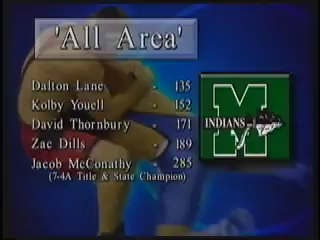 'All Area'
Dalton Lane - 135
Kolby Youell - 152
David Thornbury - 171
Zac Dills - 189
Jacob McConathy - 285
(7-4A Title & State Champion)
M
INDIANS